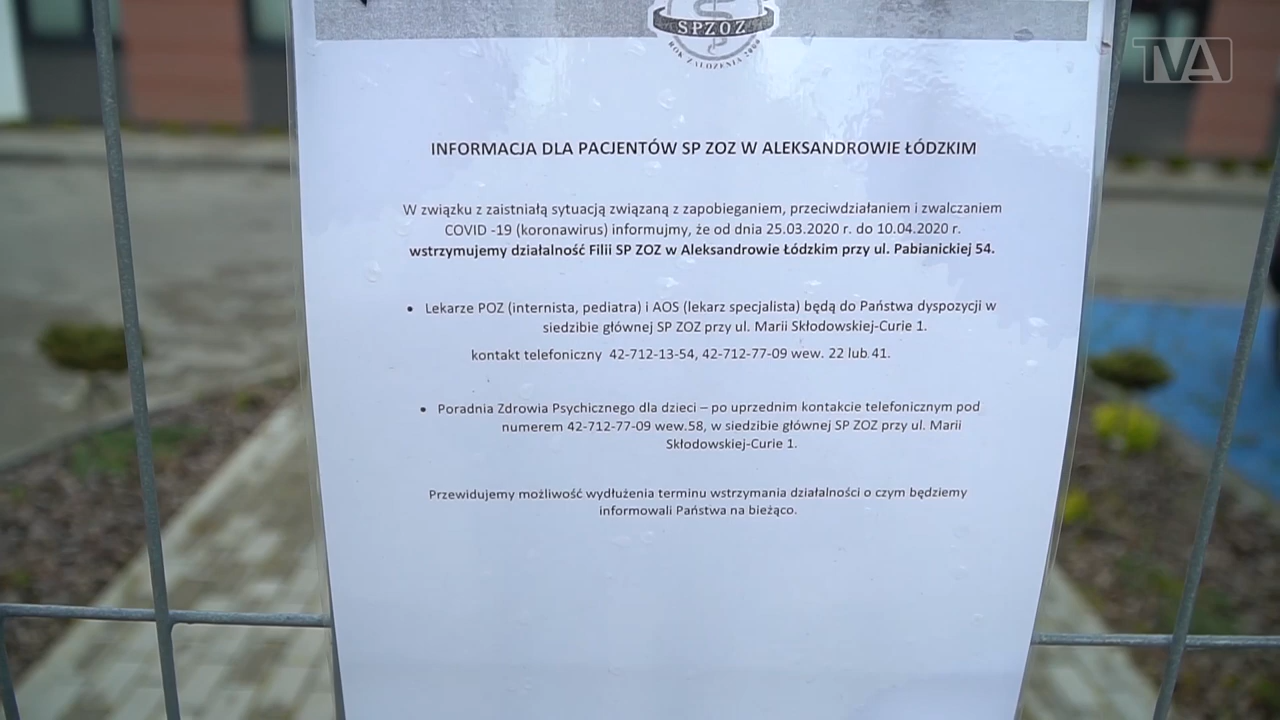 SPZOZ
ROK ZAŁOŻENIA 2000
TVA
INFORMACJA DLA PACJENTÓW SP ZOZ W ALEKSANDROWIE ŁÓDZKIM
W związku z zaistniałą sytuacją związaną z zapobieganiem, przeciwdziałaniem i zwalczaniem
COVID -19 (koronawirus) informujmy, że od dnia 25.03.2020 r. do 10.04.2020 r.
wstrzymujemy działalność Filii SP ZOZ w Aleksandrowie Łódzkim przy ul. Pabianickiej 54.
• Lekarze POZ (internista, pediatra) i AOS (lekarz specjalista) będą do Państwa dyspozycji w
siedzibie głównej SP ZOZ przy ul. Marii Skłodowskiej-Curie 1.
kontakt telefoniczny 42-712-13-54, 42-712-77-09 wew. 22 lub 41.
• Poradnia Zdrowia Psychicznego dla dzieci – po uprzednim kontakcie telefonicznym pod
numerem 42-712-77-09 wew.58, w siedzibie głównej SP ZOZ przy ul. Marii
Skłodowskiej-Curie 1.
Przewidujemy możliwość wydłużenia terminu wstrzymania działalności o czym będziemy
informowali Państwa na bieżąco.